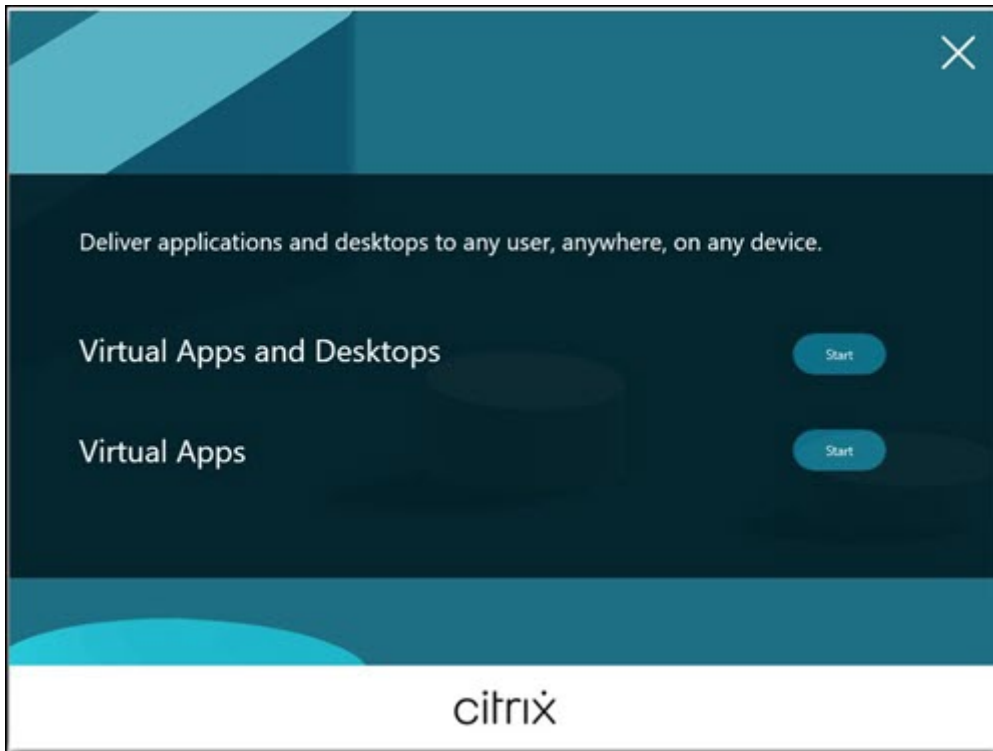 Deliver applications and desktops to any user, anywhere, on any device.
Virtual Apps and Desktops
Start
Virtual Apps
Start
citrix